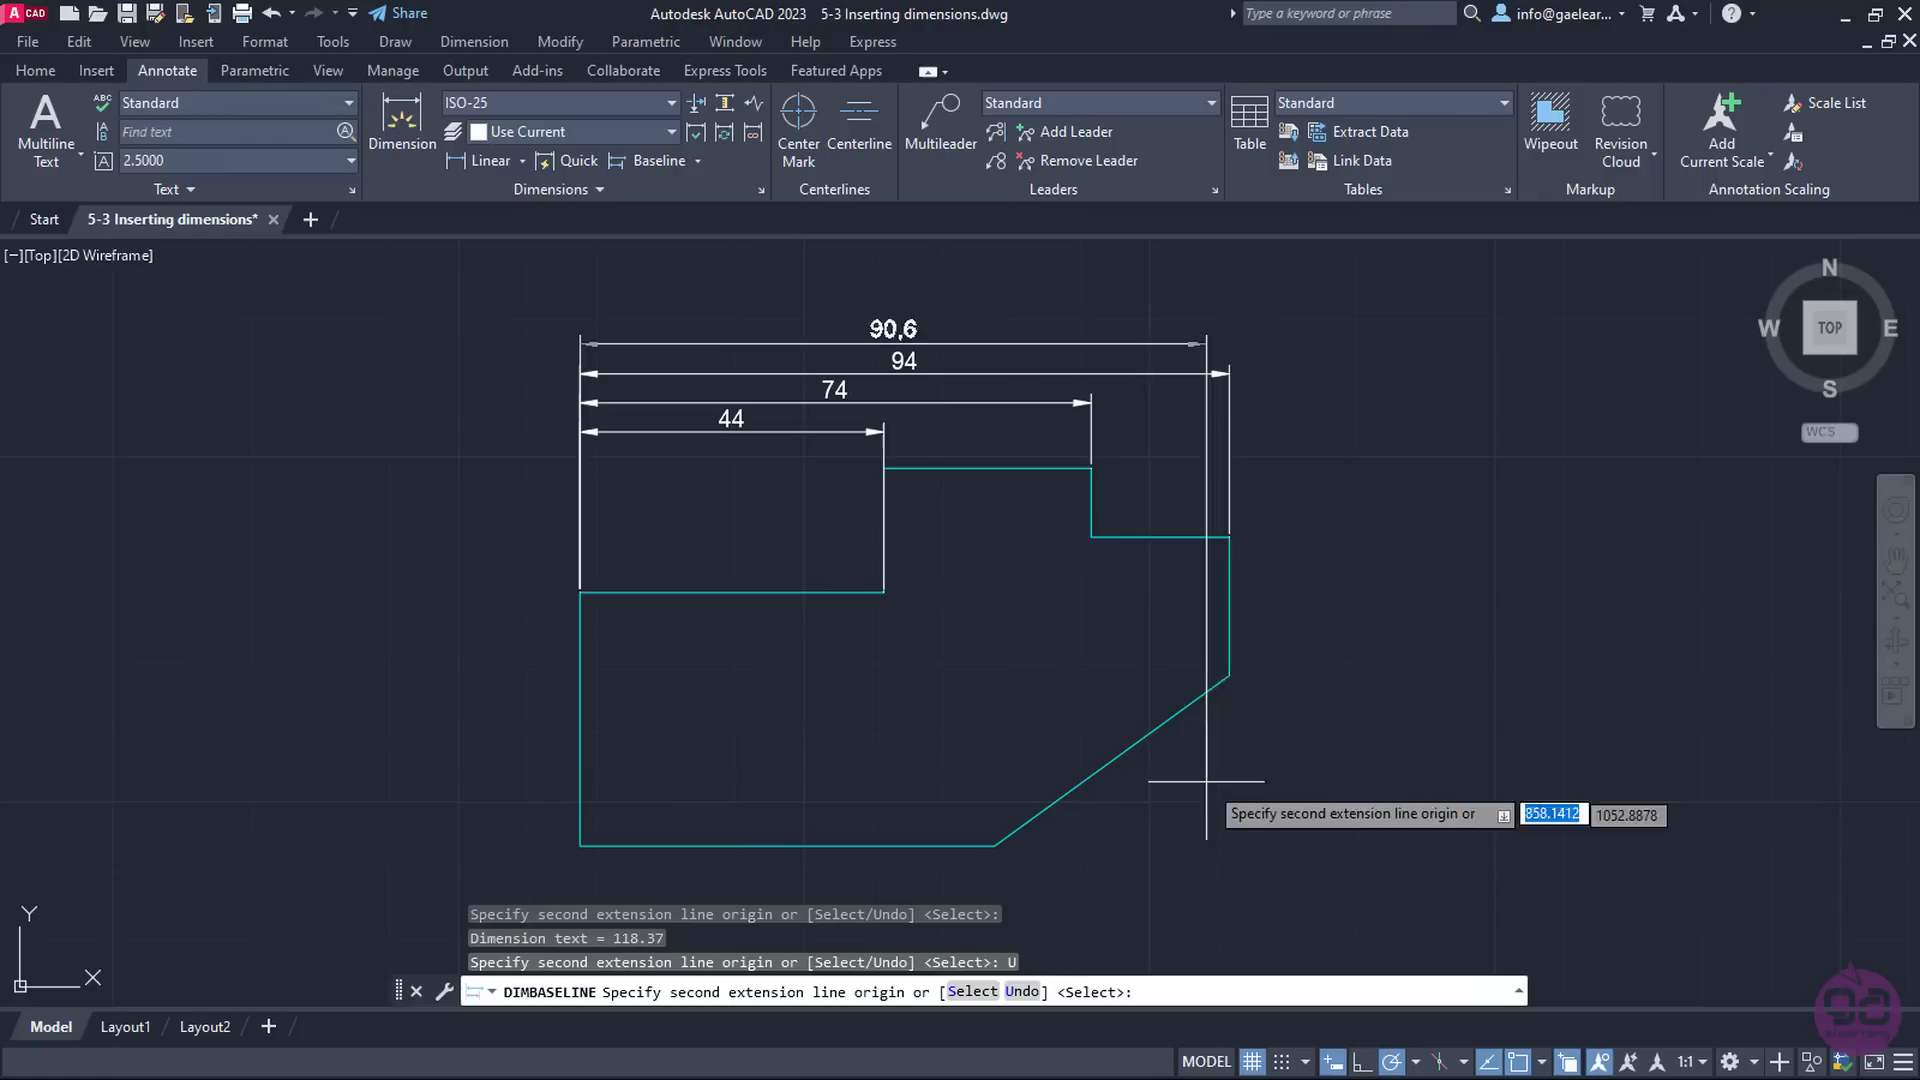 A CAD
Share
Autodesk AutoCAD 2023   5-3 Inserting dimensions.dwg
Type a keyword or phrase
info@gaelear...
File Edit View Insert Format Tools Draw Dimension Modify Parametric Window Help Express
Home Insert Annotate Parametric View Manage Output Add-ins Collaborate Express Tools Featured Apps
Multiline Text
ABC
Standard
Find text
2.5000
Text
Dimension
ISO-25
Use Current
Linear
Quick
Baseline
Dimensions
Center Mark
Centerline
Centerlines
Multileader
Standard
Add Leader
Remove Leader
Leaders
Table
Standard
Extract Data
Link Data
Tables
Wipeout
Revision Cloud
Markup
Add Current Scale
Scale List
Annotation Scaling
Start
5-3 Inserting dimensions*
[−][Top][2D Wireframe]
N
W
TOP
E
S
WCS
90,6
94
74
44
Specify second extension line origin or
858.1412
1052.8878
Y
X
Specify second extension line origin or [Select/Undo] <Select>:
Dimension text = 118.37
Specify second extension line origin or [Select/Undo] <Select>: U
DIMBASELINE Specify second extension line origin or [Select Undo] <Select>:
Model Layout1 Layout2
MODEL
1:1